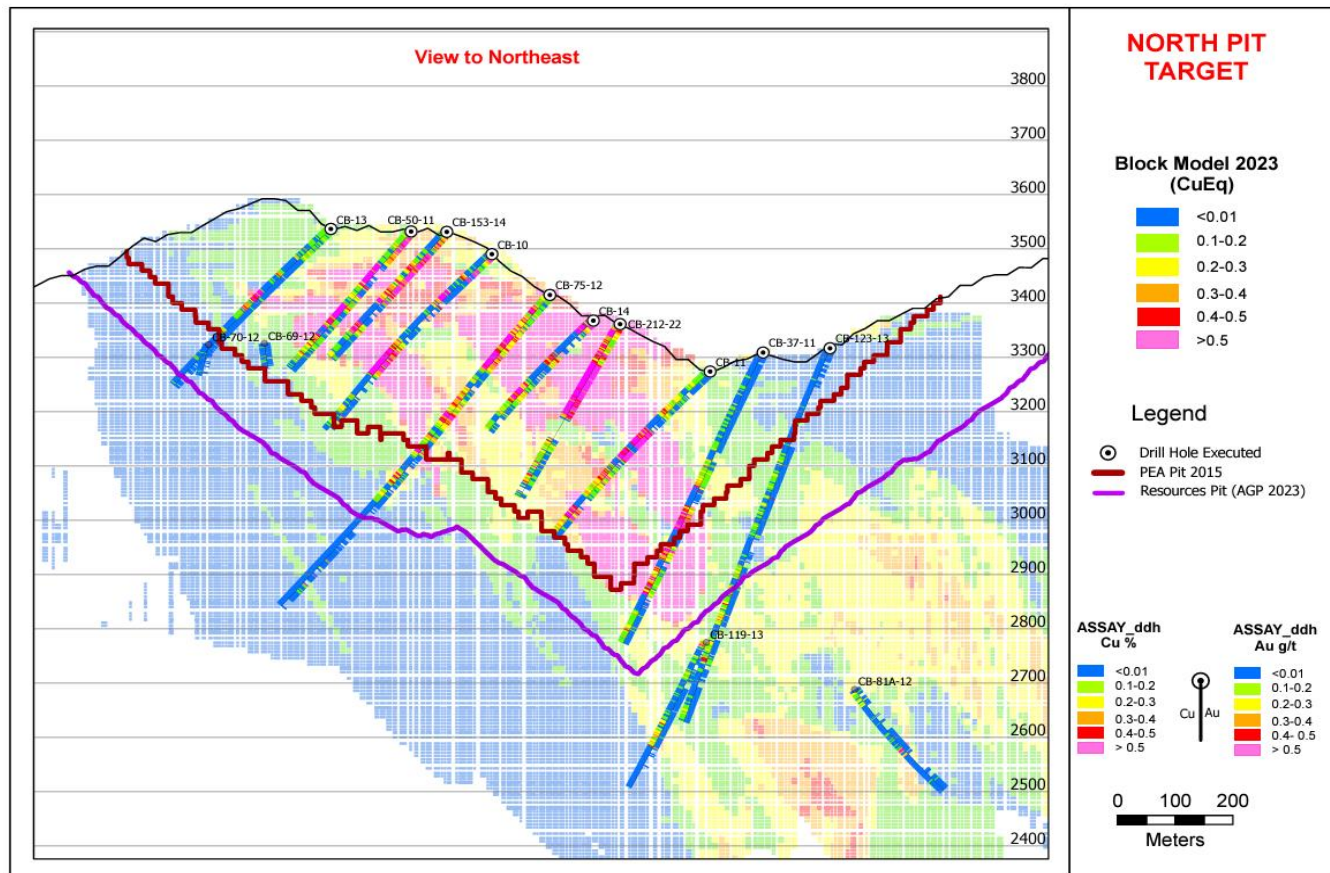 View to Northeast
3800
3700
3600
3500
3400
3300
3200
3100
3000
2900
2800
2700
2600
2500
2400
CB-13
CB-50-11
CB-153-14
CB-10
CB-75-12
CB-14
CB-212-22
CB-70-12
CB-69-12
CB-11
CB-37-11
CB-123-13
CB-119-13
CB-81A-12
NORTH PIT
TARGET
Block Model 2023
(CuEq)
<0.01
0.1-0.2
0.2-0.3
0.3-0.4
0.4-0.5
>0.5
Legend
Drill Hole Executed
PEA Pit 2015
Resources Pit (AGP 2023)
ASSAY_ddh
Cu %
<0.01
0.1-0.2
0.2-0.3
0.3-0.4
0.4-0.5
> 0.5
Cu Au
ASSAY_ddh
Au g/t
<0.01
0.1-0.2
0.2-0.3
0.3-0.4
0.4- 0.5
> 0.5
0 100 200
Meters